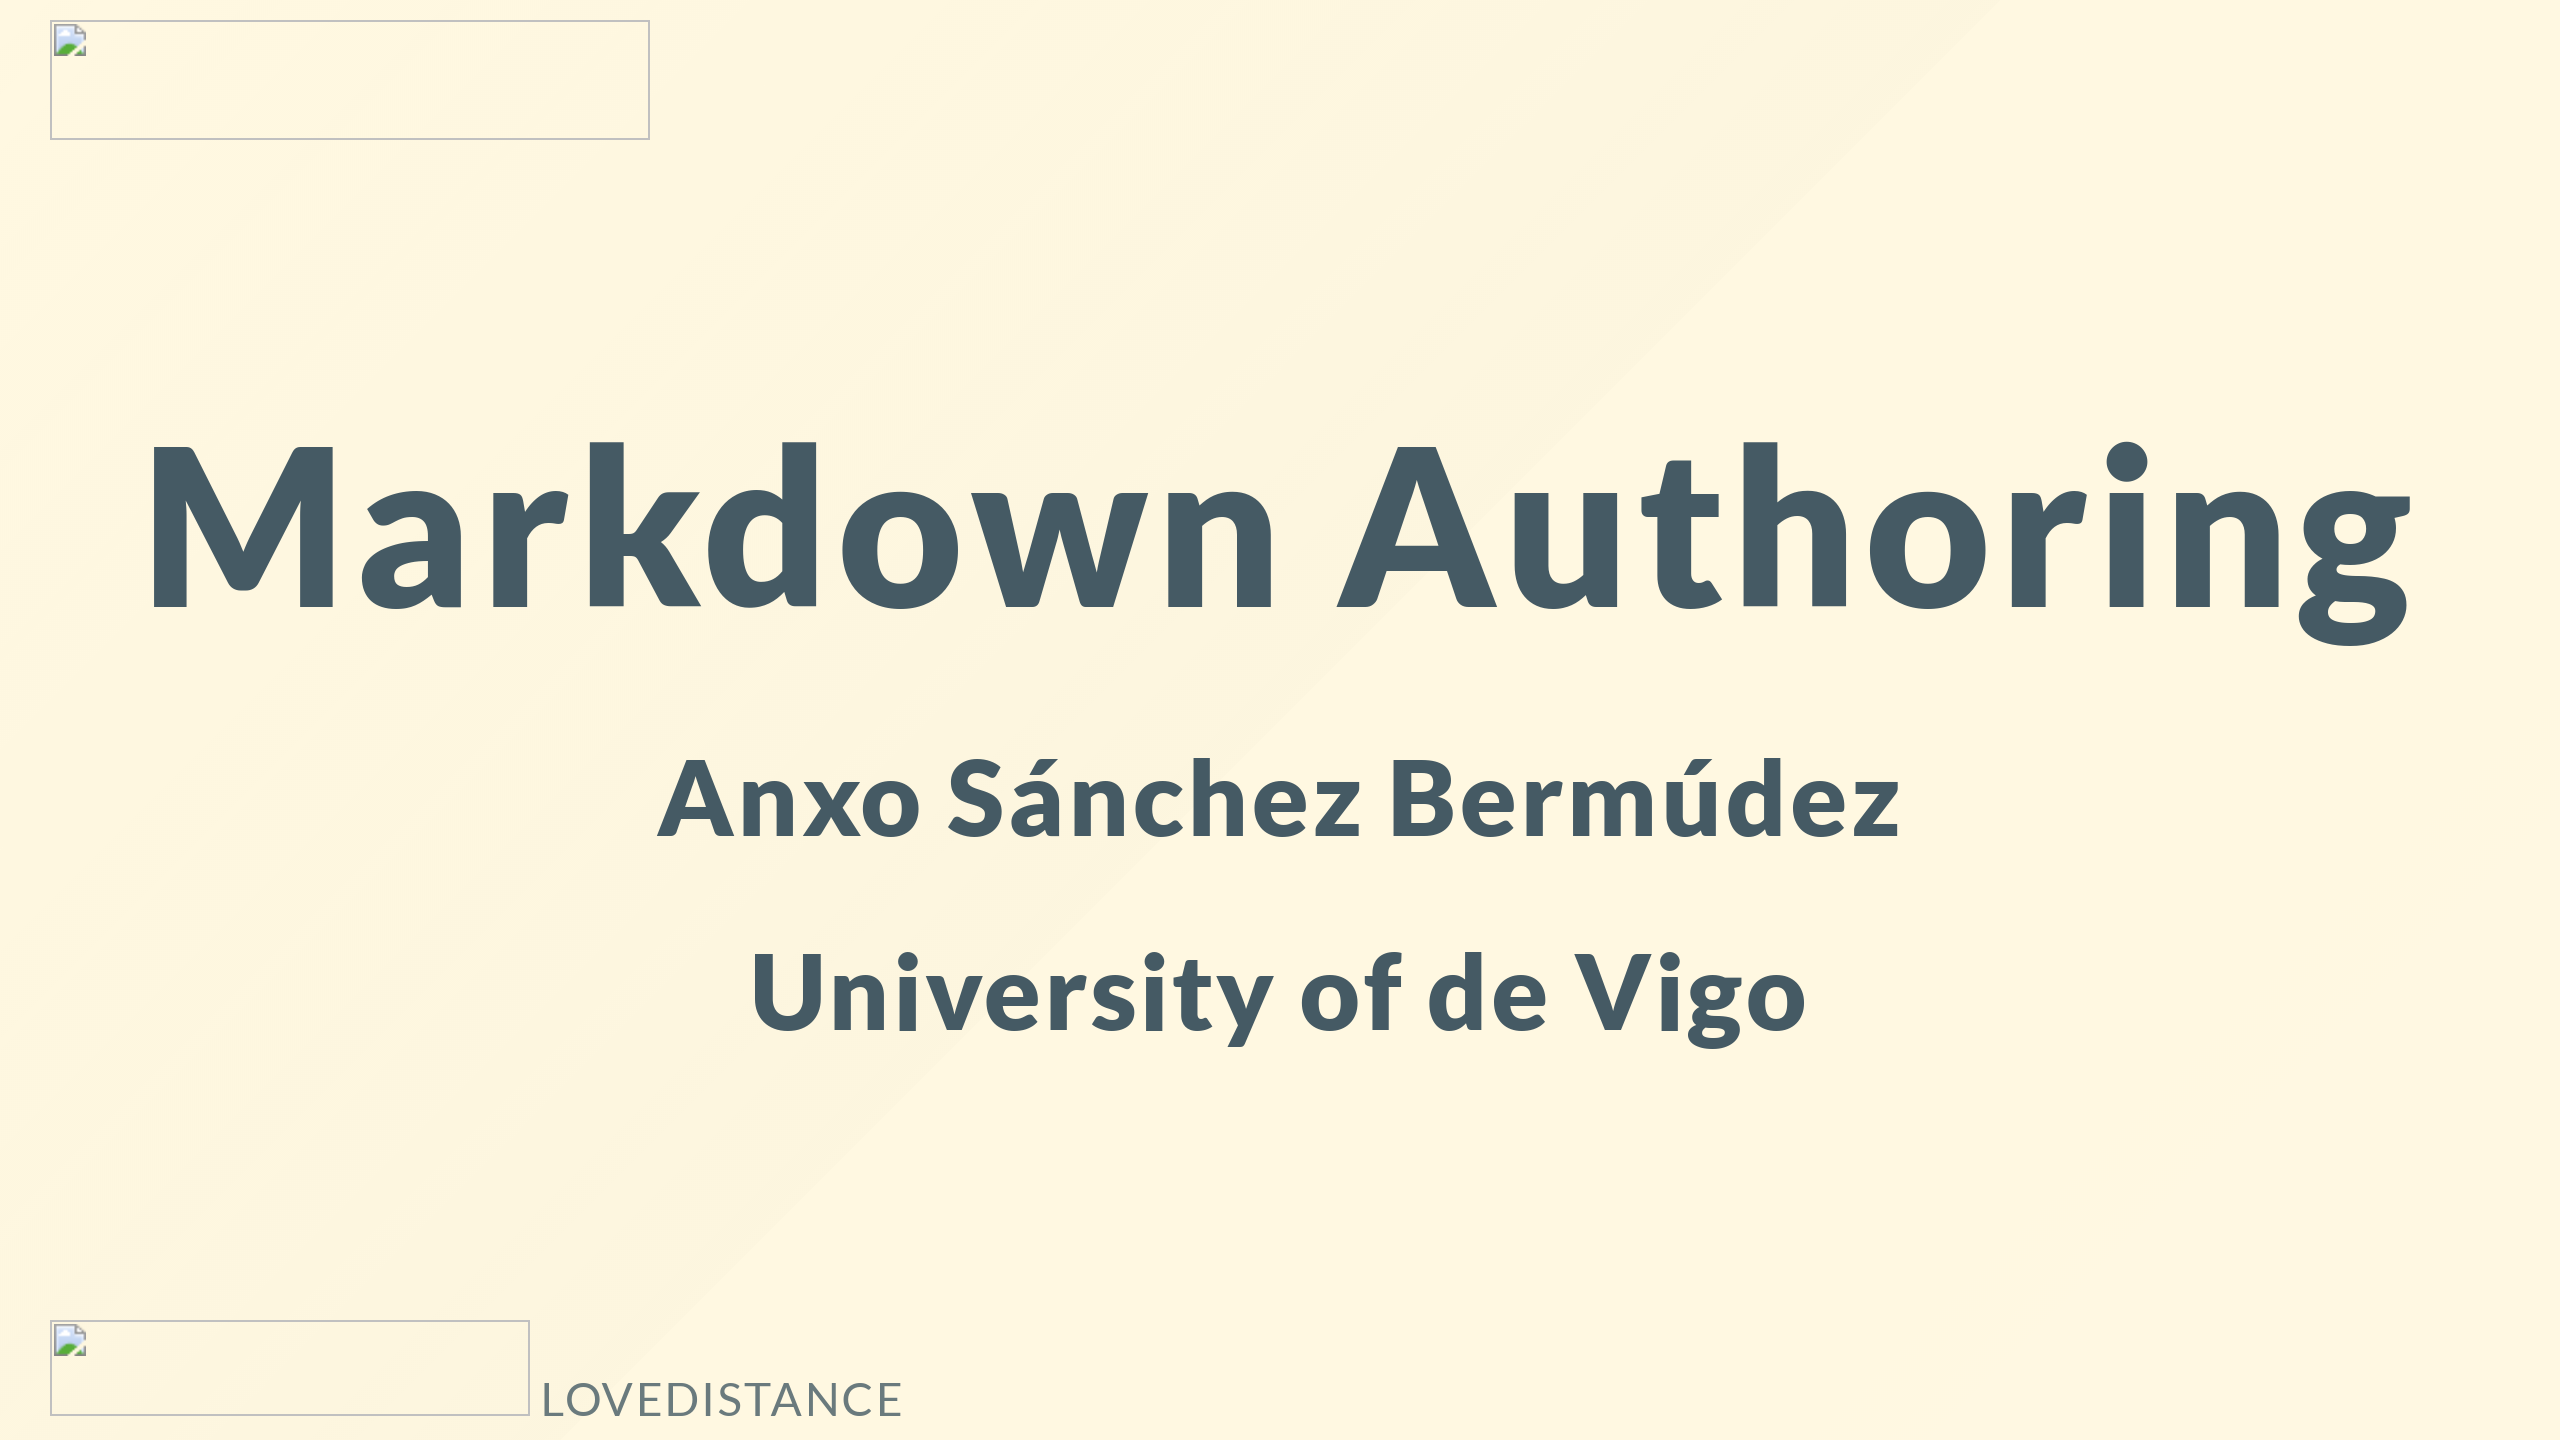 Markdown Authoring
Anxo Sánchez Bermúdez
University of de Vigo
LOVEDISTANCE